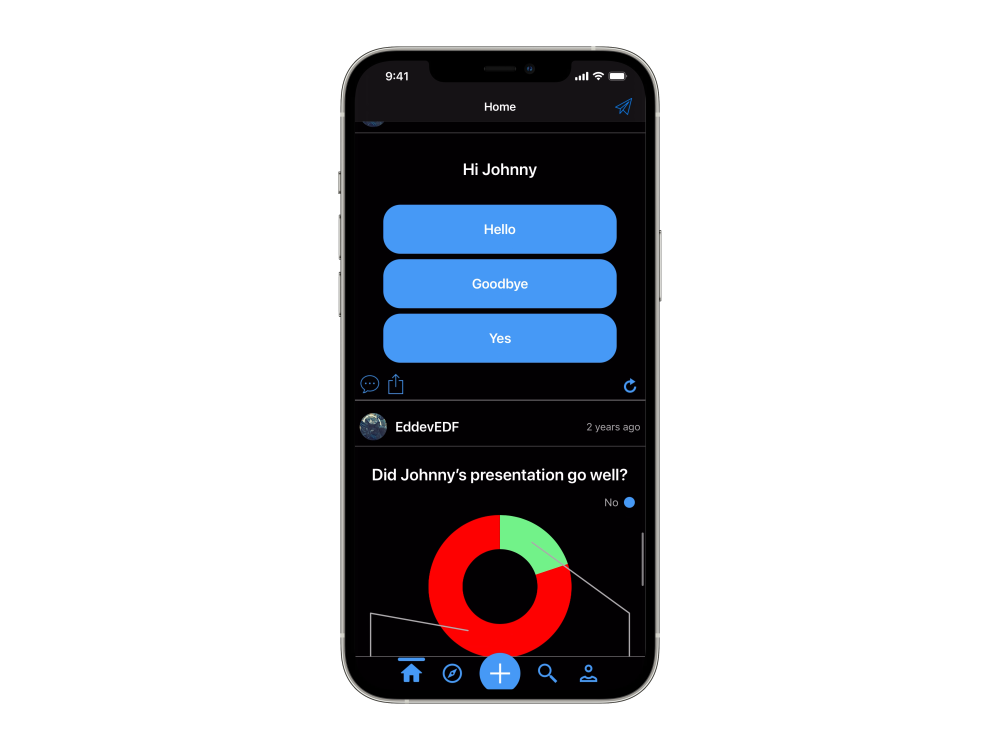 9:41
Home
Hi Johnny
Hello
Goodbye
Yes
EddevEDF
2 years ago
Did Johnny's presentation go well?
No